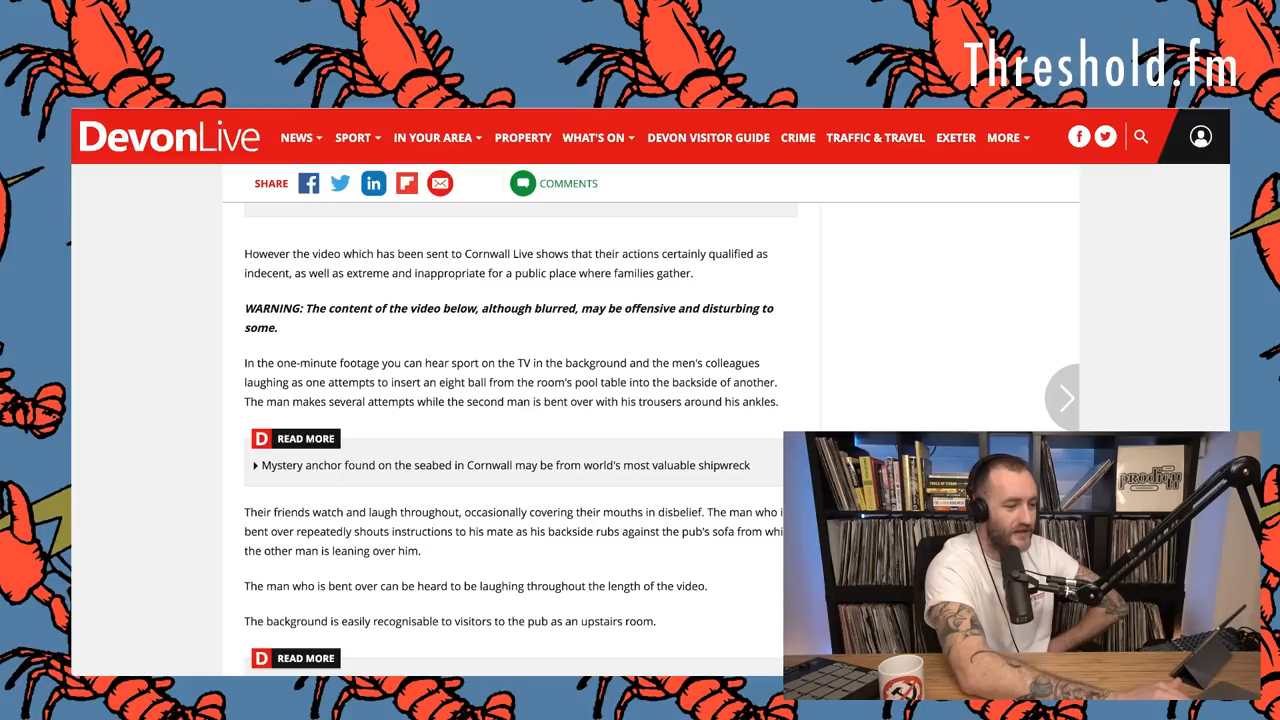 Threshold.fm
DevonLive
NEWS SPORT IN YOUR AREA PROPERTY WHAT'S ON DEVON VISITOR GUIDE CRIME TRAFFIC & TRAVEL EXETER MORE
SHARE
COMMENTS
However the video which has been sent to Cornwall Live shows that their actions certainly qualified as
indecent, as well as extreme and inappropriate for a public place where families gather.
WARNING: The content of the video below, although blurred, may be offensive and disturbing to
some.
In the one-minute footage you can hear sport on the TV in the background and the men's colleagues
laughing as one attempts to insert an eight ball from the room's pool table into the backside of another.
The man makes several attempts while the second man is bent over with his trousers around his ankles.
D READ MORE
Mystery anchor found on the seabed in Cornwall may be from world's most valuable shipwreck
Their friends watch and laugh throughout, occasionally covering their mouths in disbelief. The man who i
bent over repeatedly shouts instructions to his mate as his backside rubs against the pub's sofa from whi
the other man is leaning over him.
The man who is bent over can be heard to be laughing throughout the length of the video.
The background is easily recognisable to visitors to the pub as an upstairs room.
D READ MORE
prodigy